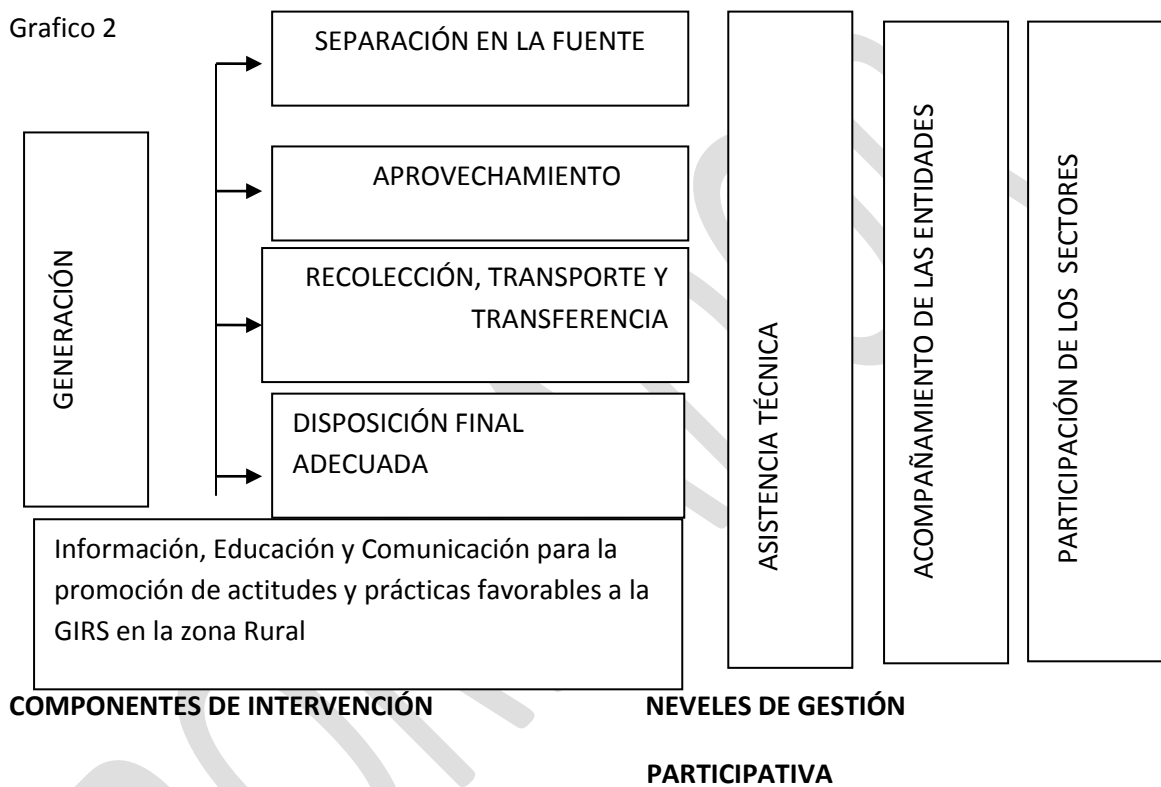 Grafico 2
SEPARACIÓN EN LA FUENTE
APROVECHAMIENTO
RECOLECCIÓN, TRANSPORTE Y
TRANSFERENCIA
DISPOSICIÓN FINAL
ADECUADA
GENERACIÓN
Información, Educación y Comunicación para la
promoción de actitudes y prácticas favorables a la
GIRS en la zona Rural
ASISTENCIA TÉCNICA
ACOMPAÑAMIENTO DE LAS ENTIDADES
PARTICIPACIÓN DE LOS SECTORES
COMPONENTES DE INTERVENCIÓN
NEVELES DE GESTIÓN
PARTICIPATIVA